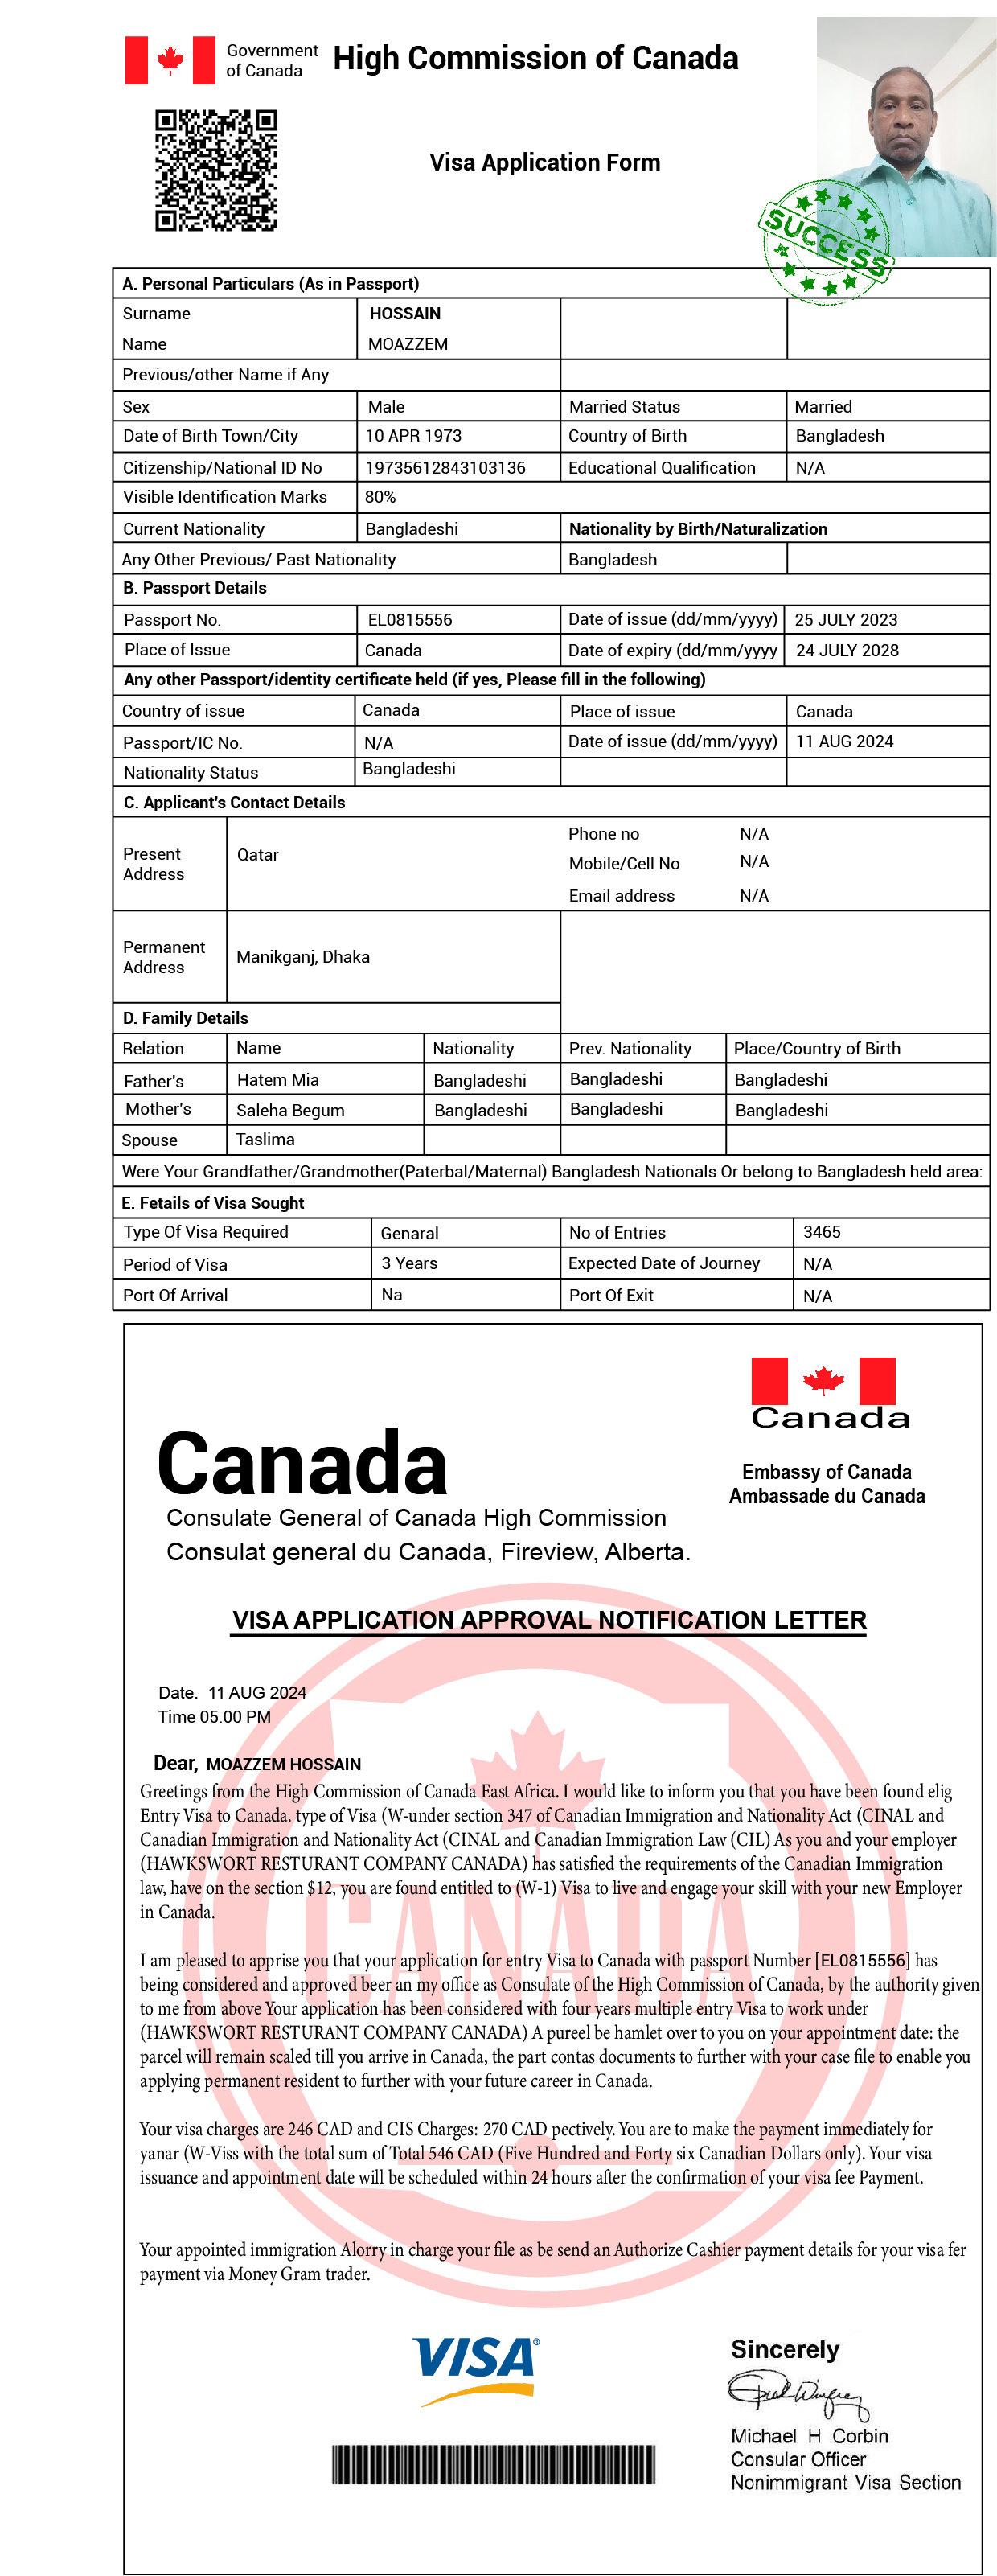 Government
of Canada
High Commission of Canada
Visa Application Form
SUCCESS
A. Personal Particulars (As in Passport)
Surname HOSSAIN
Name MOAZZEM
Previous/other Name if Any
Sex Male Married Status Married
Date of Birth Town/City 10 APR 1973 Country of Birth Bangladesh
Citizenship/National ID No 19735612843103136 Educational Qualification N/A
Visible Identification Marks 80%
Current Nationality Bangladeshi Nationality by Birth/Naturalization
Any Other Previous/ Past Nationality Bangladesh
B. Passport Details
Passport No. EL0815556 Date of issue (dd/mm/yyyy) 25 JULY 2023
Place of Issue Canada Date of expiry (dd/mm/yyyy 24 JULY 2028
Any other Passport/identity certificate held (if yes, Please fill in the following)
Country of issue Canada Place of issue Canada
Passport/IC No. N/A Date of issue (dd/mm/yyyy) 11 AUG 2024
Nationality Status Bangladeshi
C. Applicant's Contact Details
Present
Address
Qatar
Phone no N/A
Mobile/Cell No N/A
Email address N/A
Permanent
Address
Manikganj, Dhaka
D. Family Details
Relation Name Nationality Prev. Nationality Place/Country of Birth
Father's Hatem Mia Bangladeshi Bangladeshi Bangladeshi
Mother's Saleha Begum Bangladeshi Bangladeshi Bangladeshi
Spouse Taslima
Were Your Grandfather/Grandmother(Paterbal/Maternal) Bangladesh Nationals Or belong to Bangladesh held area:
E. Fetails of Visa Sought
Type Of Visa Required Genaral No of Entries 3465
Period of Visa 3 Years Expected Date of Journey N/A
Port Of Arrival Na Port Of Exit N/A
Canada
Embassy of Canada
Ambassade du Canada
Canada
Consulate General of Canada High Commission
Consulat general du Canada, Fireview, Alberta.
VISA APPLICATION APPROVAL NOTIFICATION LETTER
Date. 11 AUG 2024
Time 05.00 PM
Dear, MOAZZEM HOSSAIN
Greetings from the High Commission of Canada East Africa. I would like to inform you that you have been found elig
Entry Visa to Canada. type of Visa (W-under section 347 of Canadian Immigration and Nationality Act (CINAL and
Canadian Immigration and Nationality Act (CINAL and Canadian Immigration Law (CIL) As you and your employer
(HAWKSWORT RESTURANT COMPANY CANADA) has satisfied the requirements of the Canadian Immigration
law, have on the section $12, you are found entitled to (W-1) Visa to live and engage your skill with your new Employer
in Canada.
CANADA
I am pleased to apprise you that your application for entry Visa to Canada with passport Number [EL0815556] has
being considered and approved beer an my office as Consulate of the High Commission of Canada, by the authority given
to me from above Your application has been considered with four years multiple entry Visa to work under
(HAWKSWORT RESTURANT COMPANY CANADA) A pureel be hamlet over to you on your appointment date: the
parcel will remain scaled till you arrive in Canada, the part contas documents to further with your case file to enable you
applying permanent resident to further with your future career in Canada.
Your visa charges are 246 CAD and CIS Charges: 270 CAD pectively. You are to make the payment immediately for
yanar (W-Viss with the total sum of Total 546 CAD (Five Hundred and Forty six Canadian Dollars only). Your visa
issuance and appointment date will be scheduled within 24 hours after the confirmation of your visa fee Payment.
Your appointed immigration Alorry in charge your file as be send an Authorize Cashier payment details for your visa fer
payment via Money Gram trader.
VISA
Sincerely
Michael H Corbin
Consular Officer
Nonimmigrant Visa Section